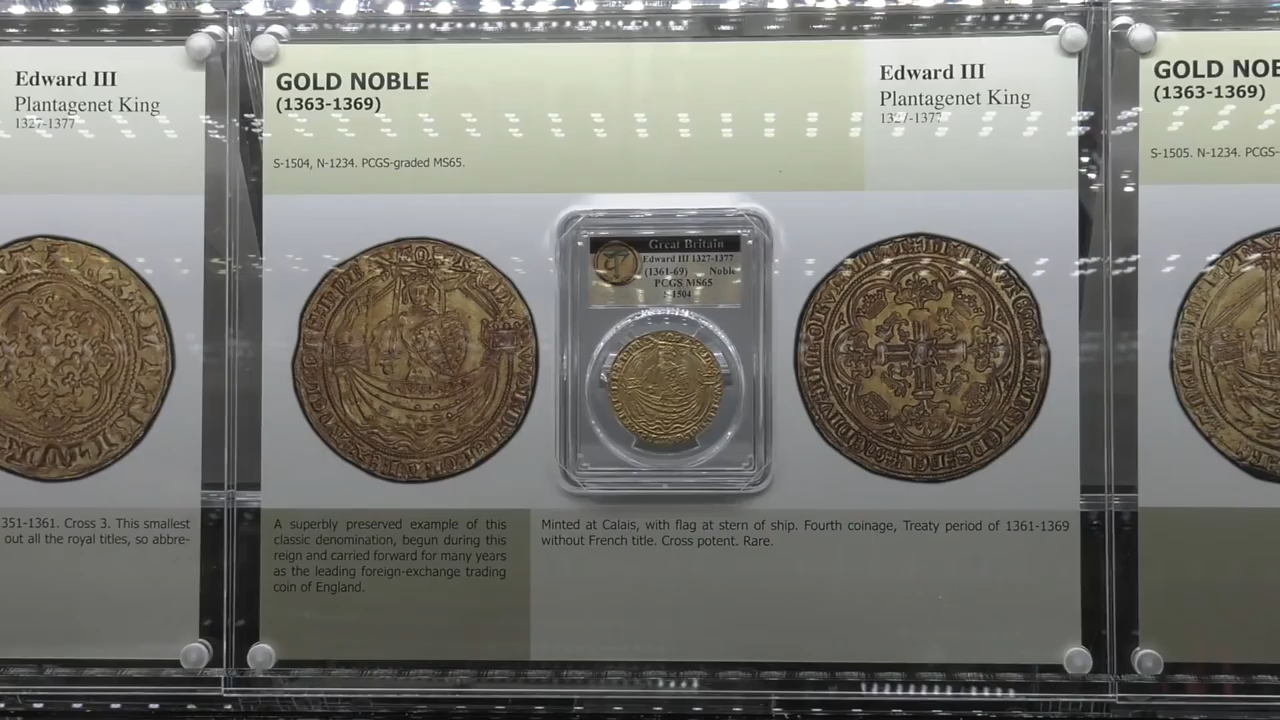 Edward III
Plantagenet King
1327-1377
351-1361. Cross 3. This smallest
out all the royal titles, so abbre-
GOLD NOBLE
(1363-1369)
S-1504, N-1234. PCGS-graded MS65.
Edward III
Plantagenet King
1327-1377
Great Britain
Edward III 1327-1377
(1361-69) Noble
PCGS MS65
S-1504
A superbly preserved example of this
classic denomination, begun during this
reign and carried forward for many years
as the leading foreign-exchange trading
coin of England.
Minted at Calais, with flag at stern of ship. Fourth coinage, Treaty period of 1361-1369
without French title. Cross potent. Rare.
GOLD NOB
(1363-1369)
S-1505. N-1234. PCGS-